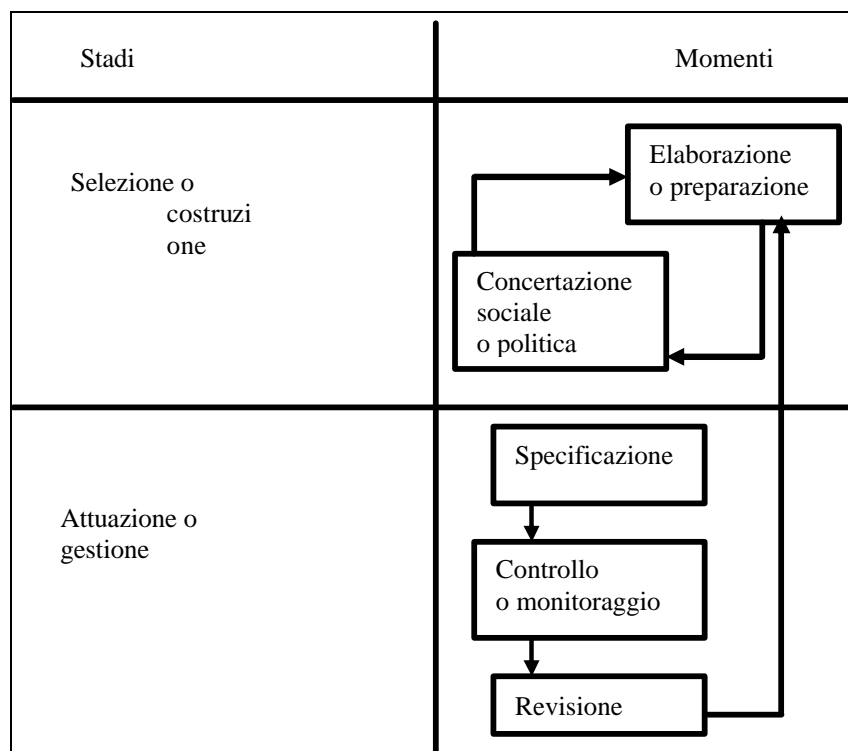 Stadi
Momenti
Selezione o
costruzi
one
Elaborazione
o preparazione
Concertazione
sociale
o politica
Attuazione o
gestione
Specificazione
Controllo
o monitoraggio
Revisione